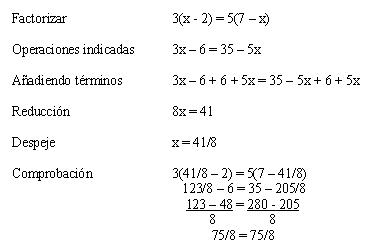 Factorizar 3(x - 2) = 5(7 – x)
Operaciones indicadas 3x – 6 = 35 – 5x
Añadiendo términos 3x – 6 + 6 + 5x = 35 – 5x + 6 + 5x
Reducción 8x = 41
Despeje x = 41/8
Comprobación 3(41/8 – 2) = 5(7 – 41/8)
123/8 – 6 = 35 – 205/8
123 – 48 = 280 - 205
8 8
75/8 = 75/8